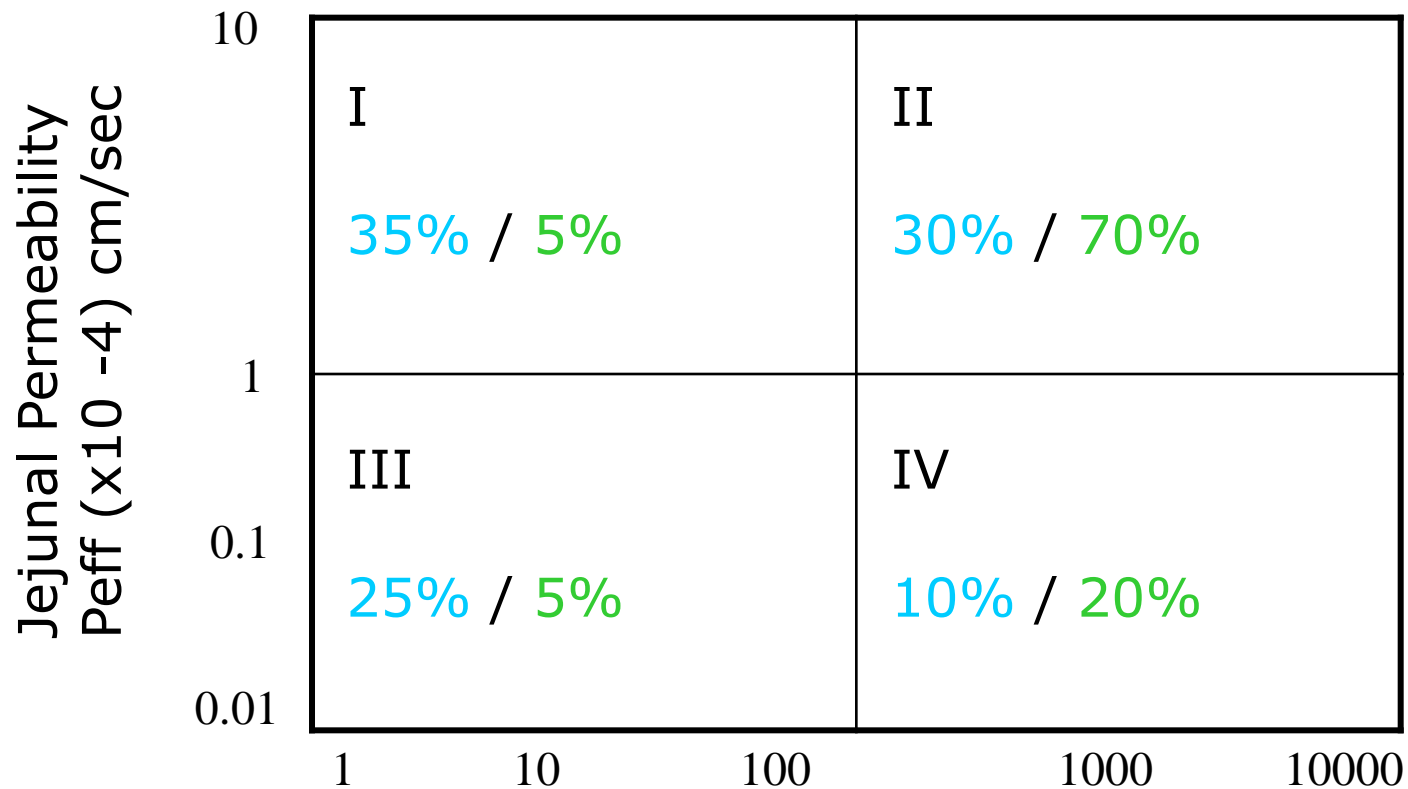 Jejunal Permeability
Peff (x10 -4) cm/sec
10
I
II
35% / 5%
30% / 70%
1
III
IV
0.1
25% / 5%
10% / 20%
0.01
1 10 100 1000 10000